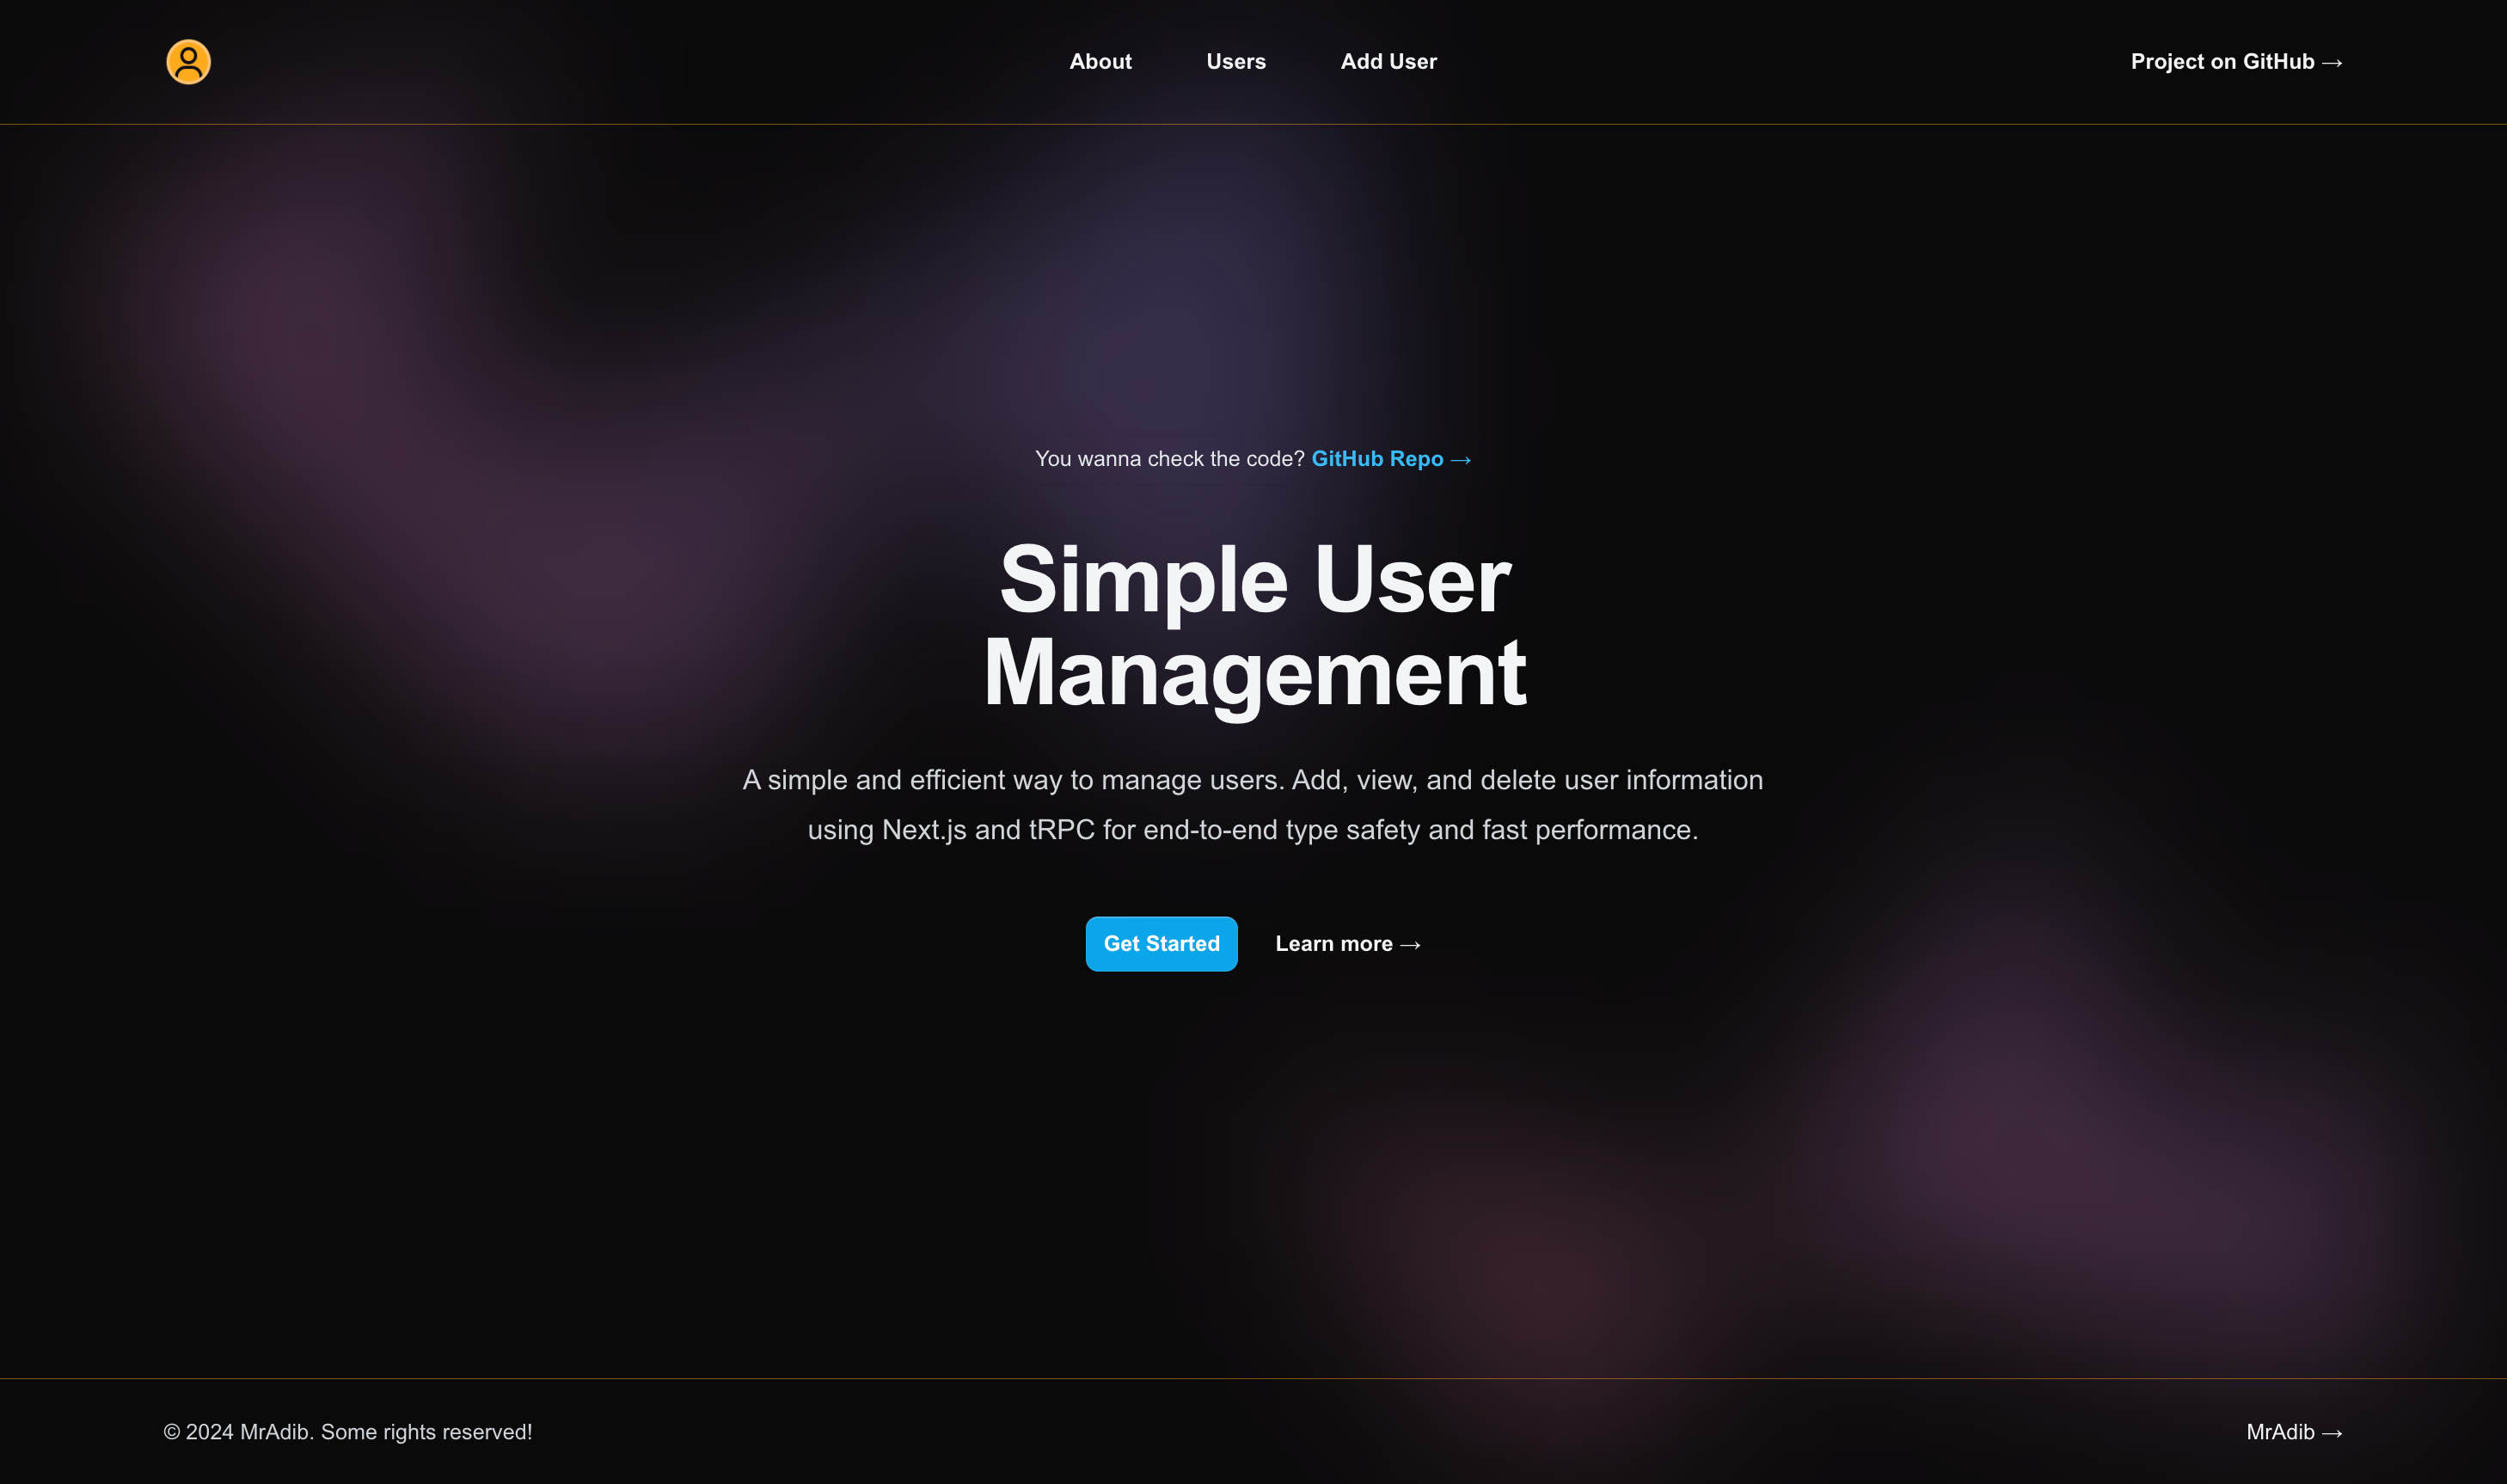 About
Users
Add User
Project on GitHub →
You wanna check the code? GitHub Repo →
Simple User
Management
A simple and efficient way to manage users. Add, view, and delete user information
using Next.js and tRPC for end-to-end type safety and fast performance.
Get Started
Learn more →
© 2024 MrAdib. Some rights reserved!
MrAdib →